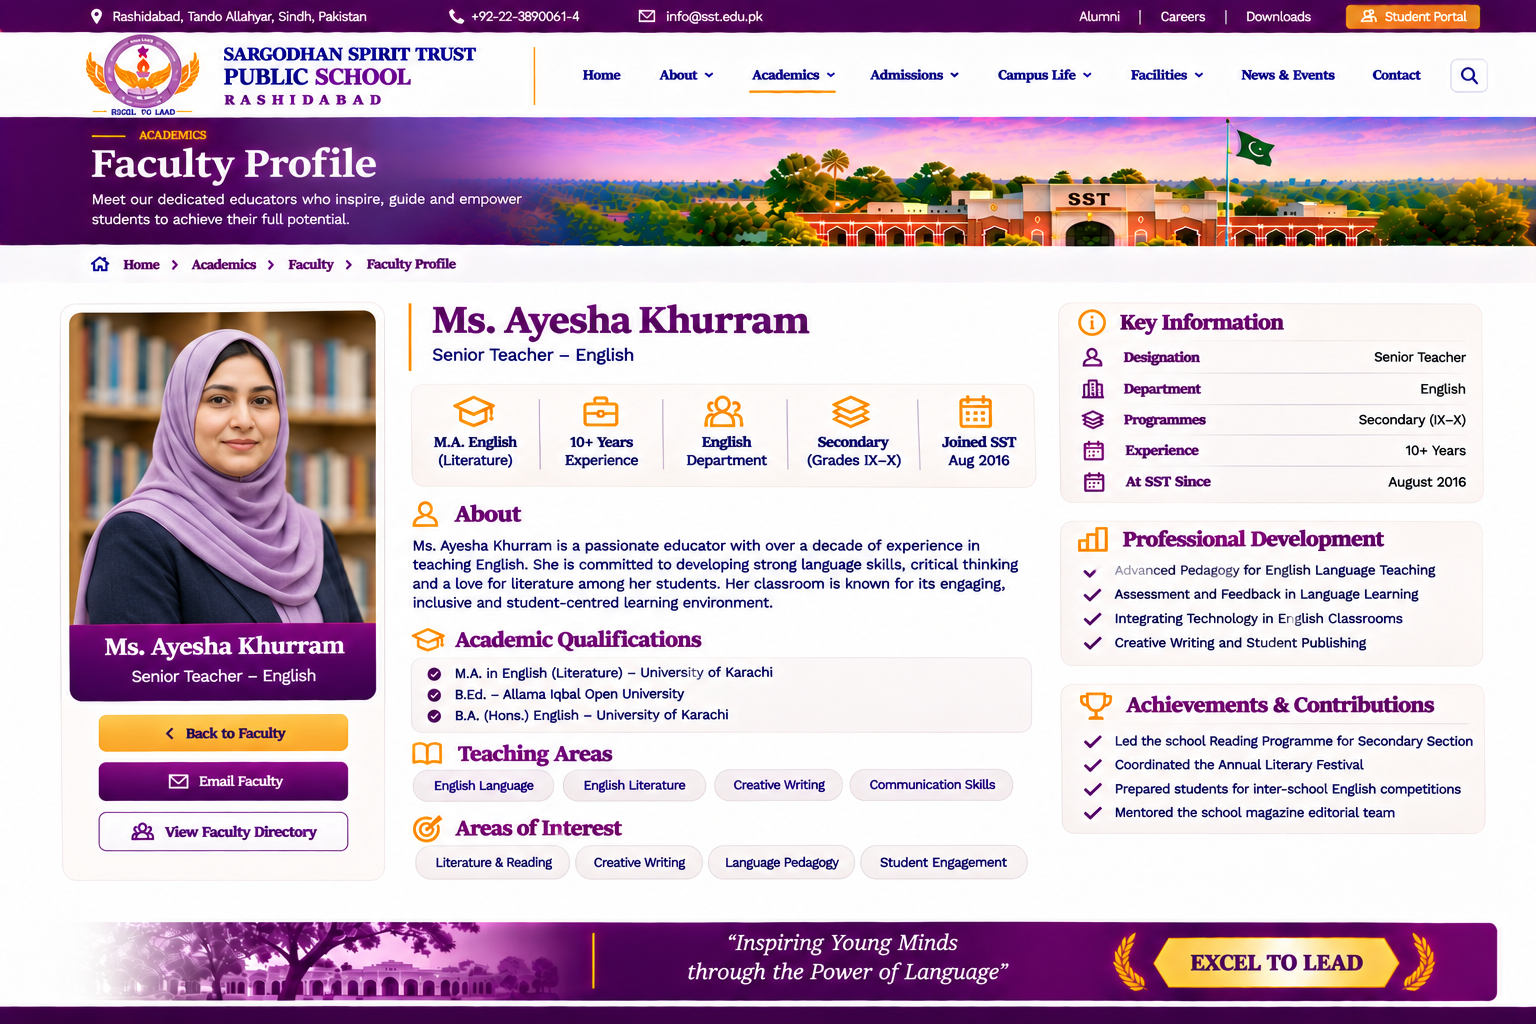 Rashidabad, Tando Allahyar, Sindh, Pakistan
+92-22-3890061-4
info@sst.edu.pk
Alumni
Careers
Downloads
Student Portal
SARGODHAN SPIRIT TRUST
PUBLIC SCHOOL
RASHIDABAD
Home
About
Academics
Admissions
Campus Life
Facilities
News & Events
Contact
ACADEMICS
Faculty Profile
Meet our dedicated educators who inspire, guide and empower
students to achieve their full potential.
SST
Home > Academics > Faculty > Faculty Profile
Ms. Ayesha Khurram
Senior Teacher – English
Back to Faculty
Email Faculty
View Faculty Directory
Ms. Ayesha Khurram
Senior Teacher – English
M.A. English
(Literature)
10+ Years
Experience
English
Department
Secondary
(Grades IX–X)
Joined SST
Aug 2016
About
Ms. Ayesha Khurram is a passionate educator with over a decade of experience in
teaching English. She is committed to developing strong language skills, critical thinking
and a love for literature among her students. Her classroom is known for its engaging,
inclusive and student-centred learning environment.
Academic Qualifications
M.A. in English (Literature) – University of Karachi
B.Ed. – Allama Iqbal Open University
B.A. (Hons.) English – University of Karachi
Teaching Areas
English Language
English Literature
Creative Writing
Communication Skills
Areas of Interest
Literature & Reading
Creative Writing
Language Pedagogy
Student Engagement
Key Information
Designation Senior Teacher
Department English
Programmes Secondary (IX–X)
Experience 10+ Years
At SST Since August 2016
Professional Development
Advanced Pedagogy for English Language Teaching
Assessment and Feedback in Language Learning
Integrating Technology in English Classrooms
Creative Writing and Student Publishing
Achievements & Contributions
Led the school Reading Programme for Secondary Section
Coordinated the Annual Literary Festival
Prepared students for inter-school English competitions
Mentored the school magazine editorial team
“Inspiring Young Minds
through the Power of Language”
EXCEL TO LEAD